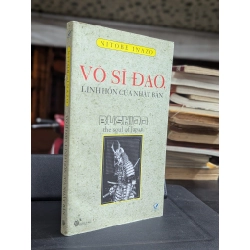 NITOBE INAZO
VÕ SĨ ĐẠO,
LINH HỒN CỦA NHẬT BẢN
BUSHIDO
the soul of Japan